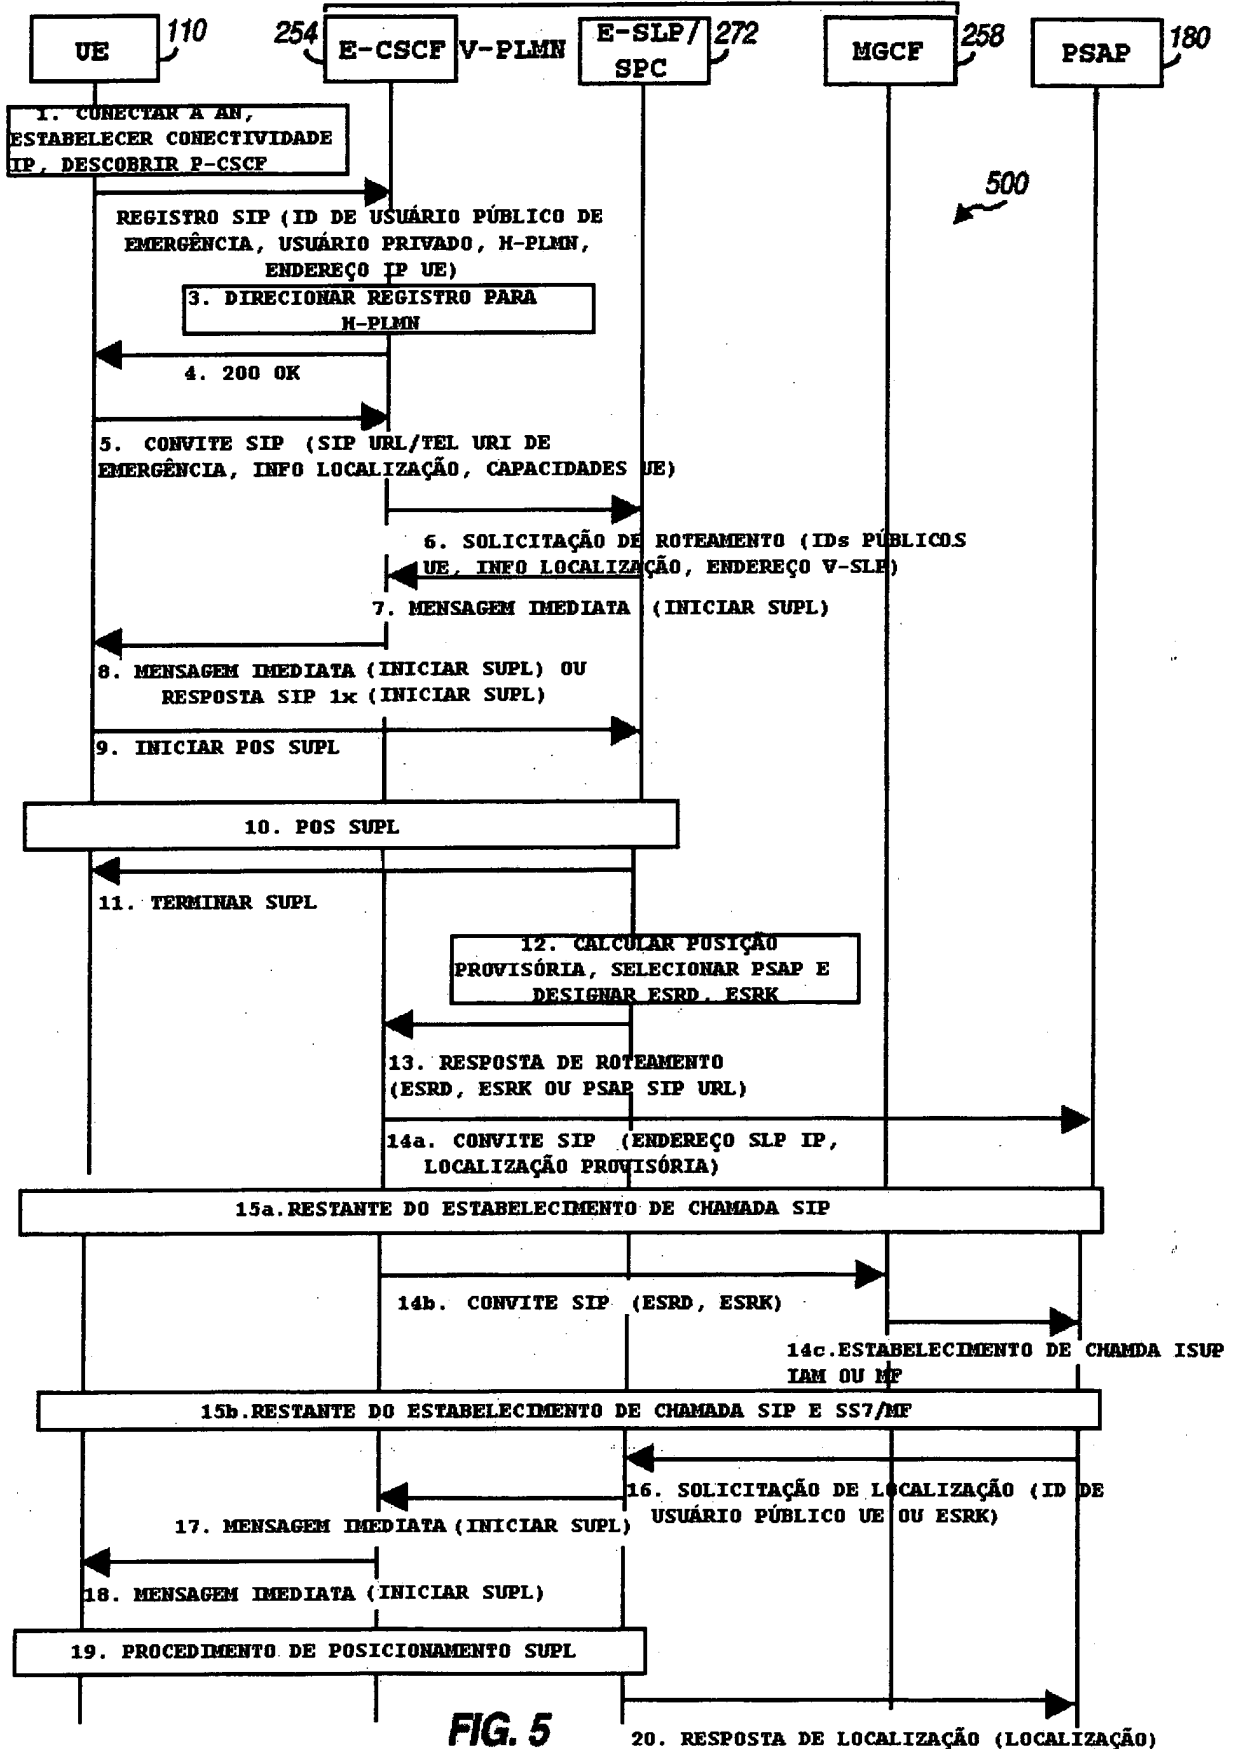 UE 110
254 E-CSCF V-PLMN
E-SLP/
SPC 272
MGCF 258
PSAP 180
1. CONECTAR A AN,
ESTABELECER CONECTIVIDADE
IP, DESCOBRIR P-CSCF
500
REGISTRO SIP (ID DE USUÁRIO PÚBLICO DE
EMERGÊNCIA, USUÁRIO PRIVADO, H-PLMN,
ENDEREÇO IP UE)
3. DIRECIONAR REGISTRO PARA
H-PLMN
4. 200 OK
5. CONVITE SIP (SIP URL/TEL URI DE
EMERGÊNCIA, INFO LOCALIZAÇÃO, CAPACIDADES UE)
6. SOLICITAÇÃO DE ROTEAMENTO (IDs PÚBLICOS
UE, INFO LOCALIZAÇÃO, ENDEREÇO V-SLP)
7. MENSAGEM IMEDIATA (INICIAR SUPL)
8. MENSAGEM IMEDIATA (INICIAR SUPL) OU
RESPOSTA SIP 1x (INICIAR SUPL)
9. INICIAR POS SUPL
10. POS SUPL
11. TERMINAR SUPL
12. CALCULAR POSIÇÃO
PROVISÓRIA, SELECIONAR PSAP E
DESIGNAR ESRD, ESRK
13. RESPOSTA DE ROTEAMENTO
(ESRD, ESRK OU PSAP SIP URL)
14a. CONVITE SIP (ENDEREÇO SLP IP,
LOCALIZAÇÃO PROVISÓRIA)
15a.RESTANTE DO ESTABELECIMENTO DE CHAMADA SIP
14b. CONVITE SIP (ESRD, ESRK)
14c.ESTABELECIMENTO DE CHAMDA ISUP
IAM OU MF
15b.RESTANTE DO ESTABELECIMENTO DE CHAMADA SIP E SS7/MF
16. SOLICITAÇÃO DE LOCALIZAÇÃO (ID DE
USUÁRIO PÚBLICO UE OU ESRK)
17. MENSAGEM IMEDIATA (INICIAR SUPL)
18. MENSAGEM IMEDIATA (INICIAR SUPL)
19. PROCEDIMENTO DE POSICIONAMENTO SUPL
20. RESPOSTA DE LOCALIZAÇÃO (LOCALIZAÇÃO)
FIG. 5